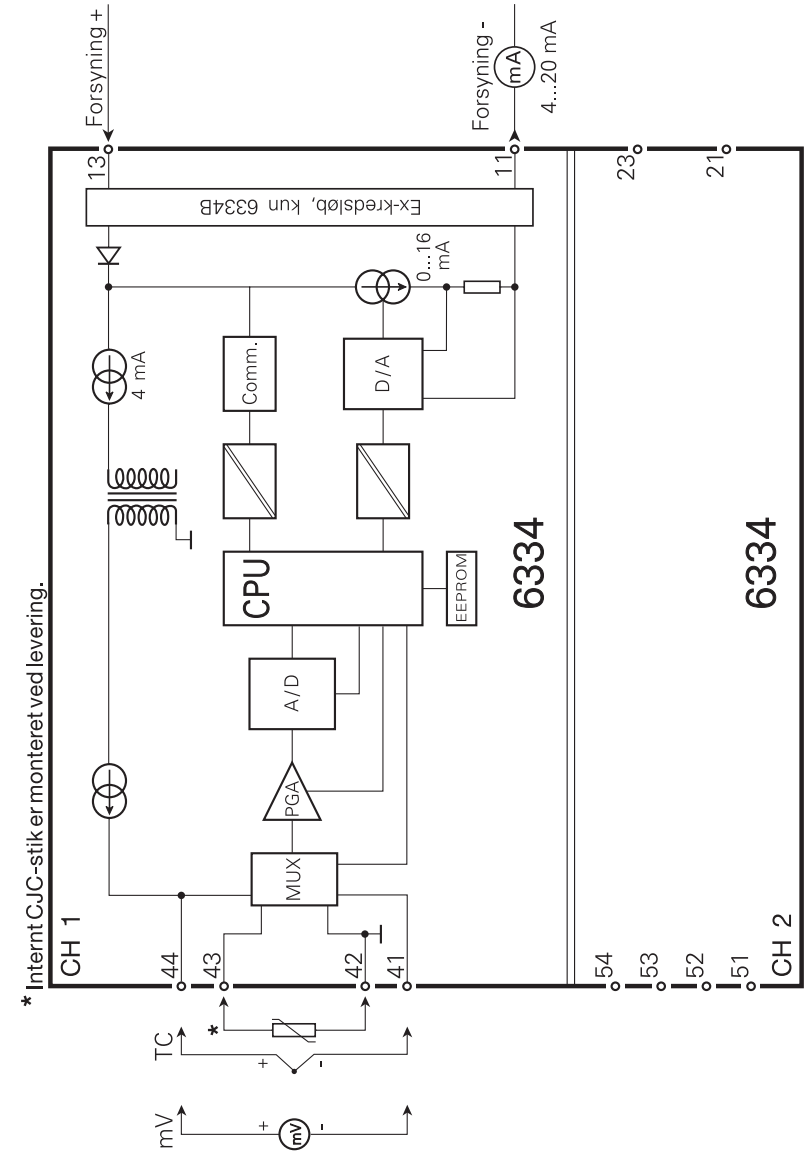 * Internt CJC-stik er monteret ved levering.
CH 1
mV
mV
+
-
TC
+
-
*
44
43
42
41
MUX
PGA
A/D
CPU
EEPROM
Comm.
D/A
4 mA
0...16
mA
Ex-kredsløb, kun 6334B
13
11
Forsyning +
Forsyning -
mA
4...20 mA
6334
CH 2
54
53
52
51
6334
23
21